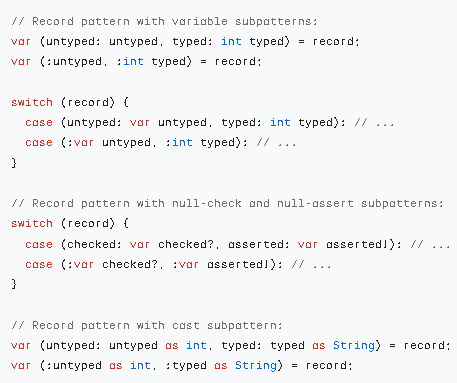 // Record pattern with variable subpatterns:
var (untyped: untyped, typed: int typed) = record;
var (:untyped, :int typed) = record;

switch (record) {
  case (untyped: var untyped, typed: int typed): // ...
  case (:var untyped, :int typed): // ...
}

// Record pattern with null-check and null-assert subpatterns:
switch (record) {
  case (checked: var checked?, asserted: var asserted!): // ...
  case (:var checked?, :var asserted!): // ...
}

// Record pattern with cast subpattern:
var (untyped: untyped as int, typed: typed as String) = record;
var (:untyped as int, :typed as String) = record;